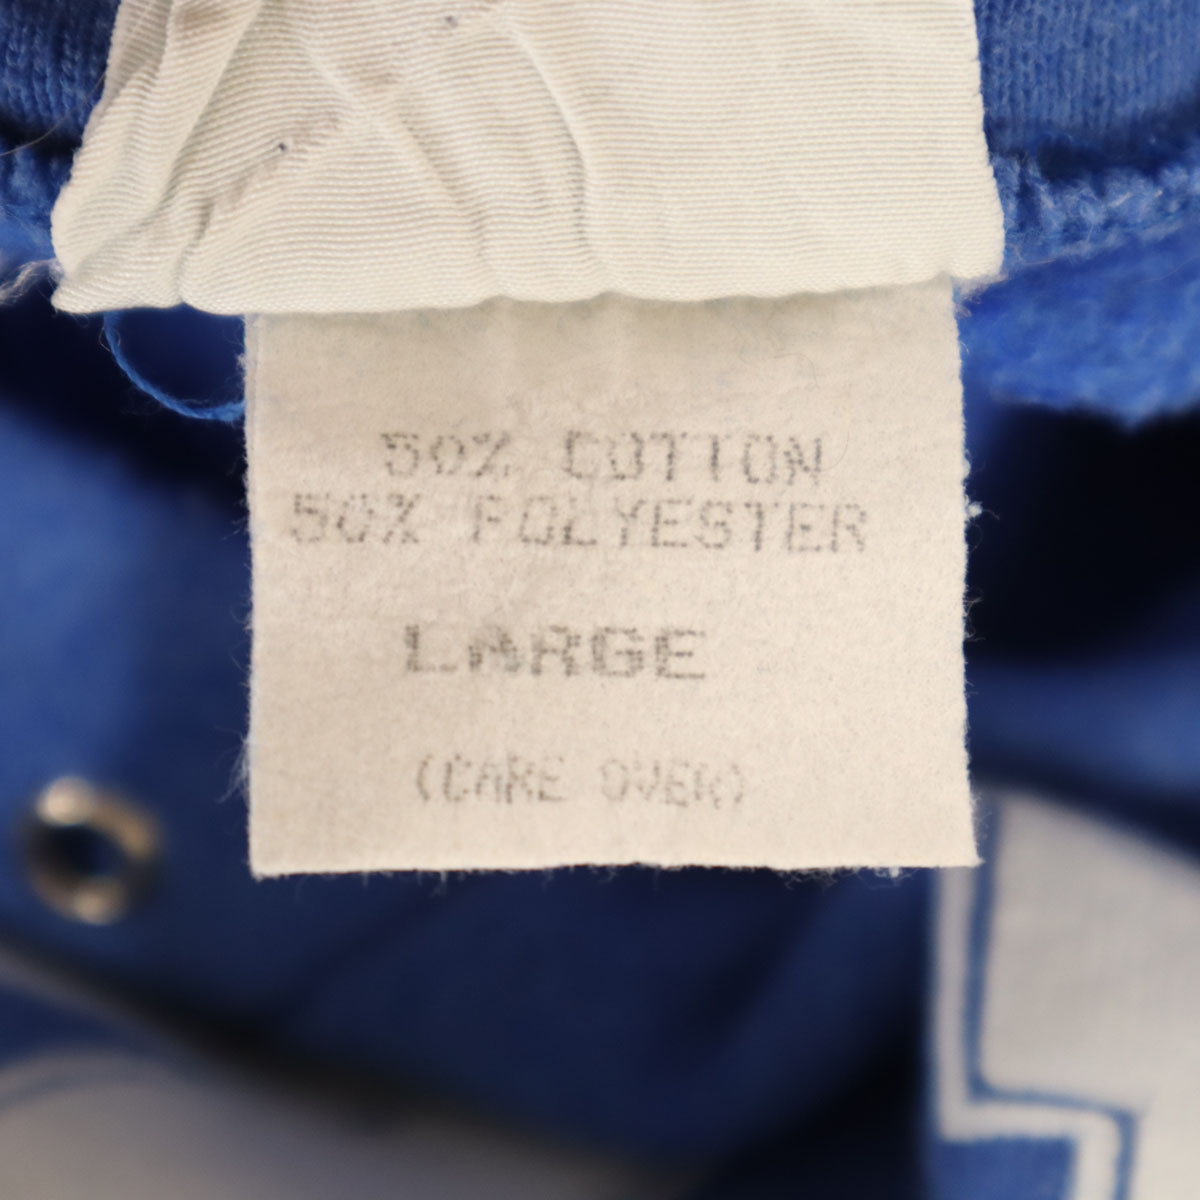 50% COTTON
50% POLYESTER
LARGE
(CARE OVER)